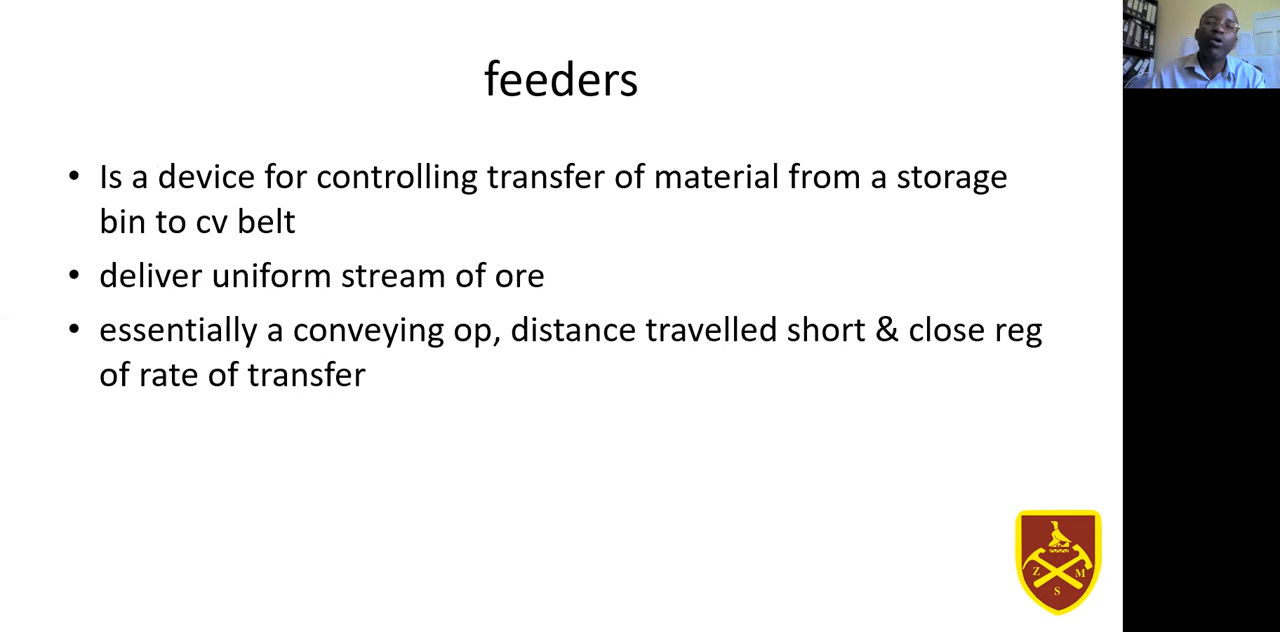 feeders
• Is a device for controlling transfer of material from a storage
bin to cv belt
• deliver uniform stream of ore
• essentially a conveying op, distance travelled short & close reg
of rate of transfer
Z M
S